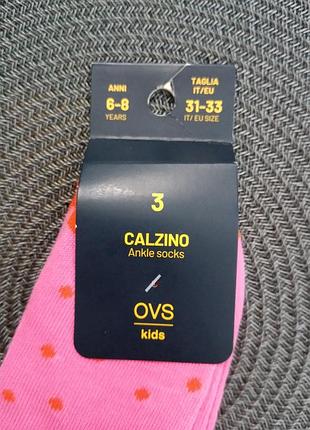 ANNI
6-8
YEARS
TAGLIA
IT/EU
31-33
IT/ EU SIZE
3
CALZINO
Ankle socks
OVS
kids